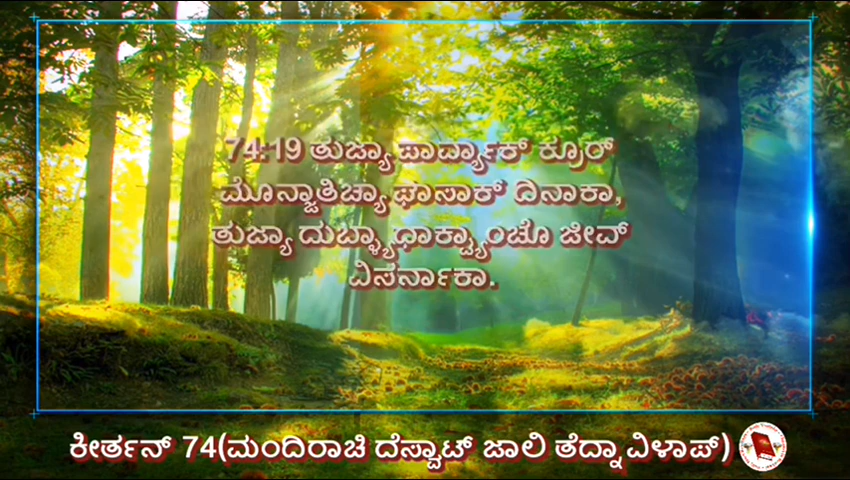 74:19 ತುಜ್ಯಾ ಪಾರ್ವ್ಯಾಕ್ ಕ್ರೂರ್
ಮೊನ್ಜಾತಿಚ್ಯಾ ಘಾಸಾಕ್ ದಿನಾಕಾ,
ತುಜ್ಯಾ ದುಬ್ಳ್ಯಾಧಾಕ್ಟ್ಯಾಂಚೊ ಜೀವ್
ವಿಸರ್ನಾಕಾ.
ಕೀರ್ತನ್ 74(ಮಂದಿರಾಚಿ ದೆಸ್ವಾಟ್ ಜಾಲಿ ತೆದ್ನಾ ವಿಳಾಪ್)